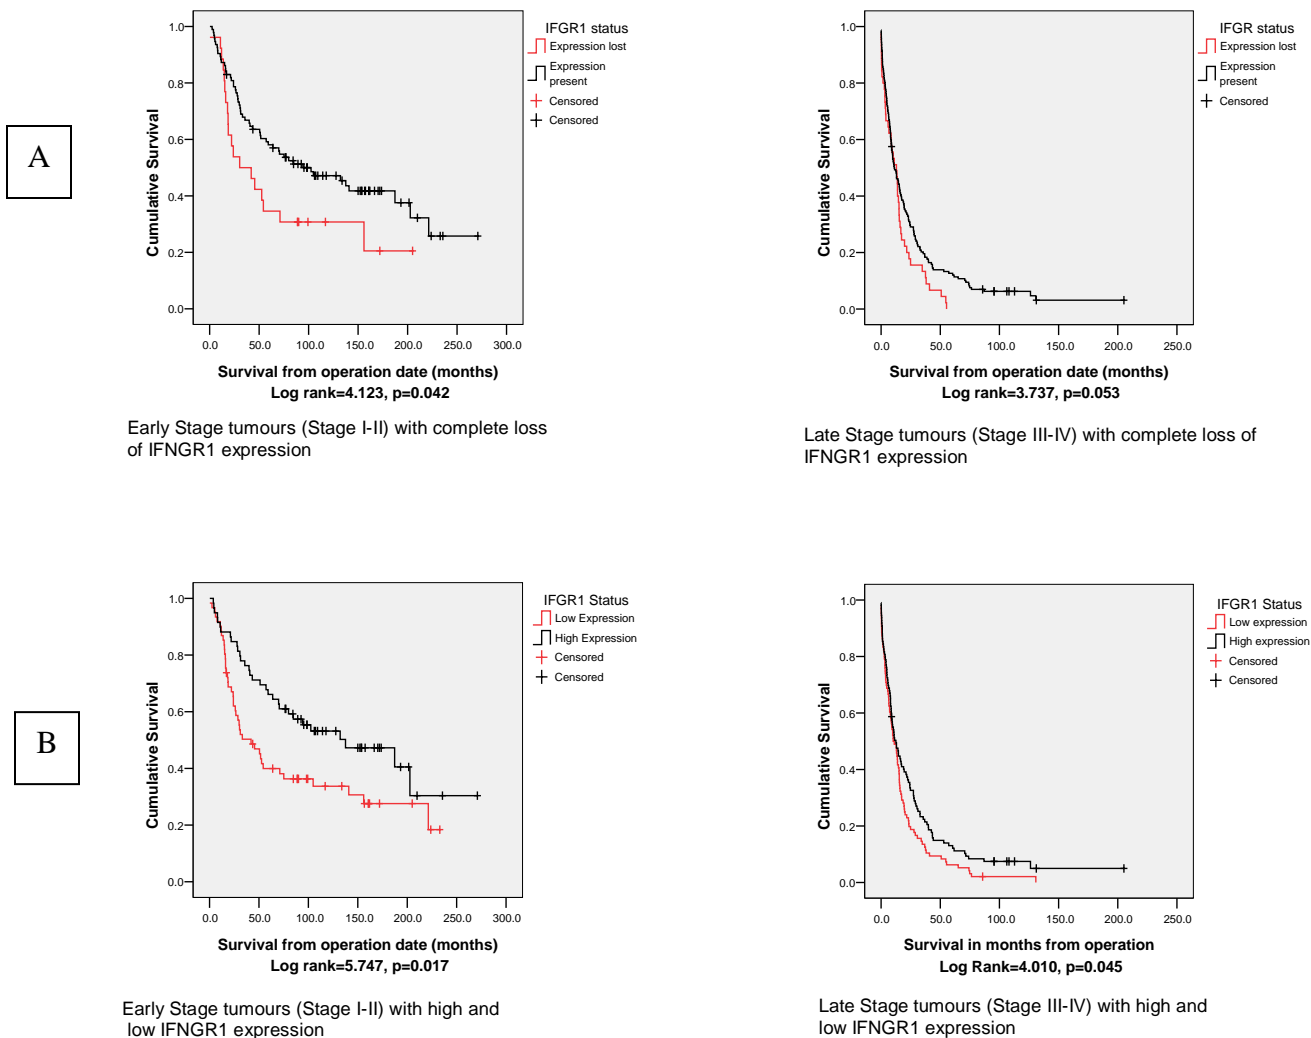 A
1.0
0.8
0.6
0.4
0.2
0.0
Cumulative Survival
0.0 50.0 100.0 150.0 200.0 250.0 300.0
Survival from operation date (months)
Log rank=4.123, p=0.042
IFGR1 status
Expression lost
Expression
present
Censored
Censored
Early Stage tumours (Stage I-II) with complete loss
of IFNGR1 expression
1.0
0.8
0.6
0.4
0.2
0.0
Cumulative Survival
0.0 50.0 100.0 150.0 200.0 250.0
Survival from operation date (months)
Log rank=3.737, p=0.053
IFGR status
Expression lost
Expression
present
Censored
Late Stage tumours (Stage III-IV) with complete loss of
IFNGR1 expression
B
1.0
0.8
0.6
0.4
0.2
0.0
Cumulative Survival
0.0 50.0 100.0 150.0 200.0 250.0 300.0
Survival from operation date (months)
Log rank=5.747, p=0.017
IFGR1 Status
Low Expression
High Expression
Censored
Censored
Early Stage tumours (Stage I-II) with high and
low IFNGR1 expression
1.0
0.8
0.6
0.4
0.2
0.0
Cumulative Survival
0.0 50.0 100.0 150.0 200.0 250.0
Survival in months from operation
Log Rank=4.010, p=0.045
IFGR1 Status
Low expression
High expression
Censored
Censored
Late Stage tumours (Stage III-IV) with high and
low IFNGR1 expression